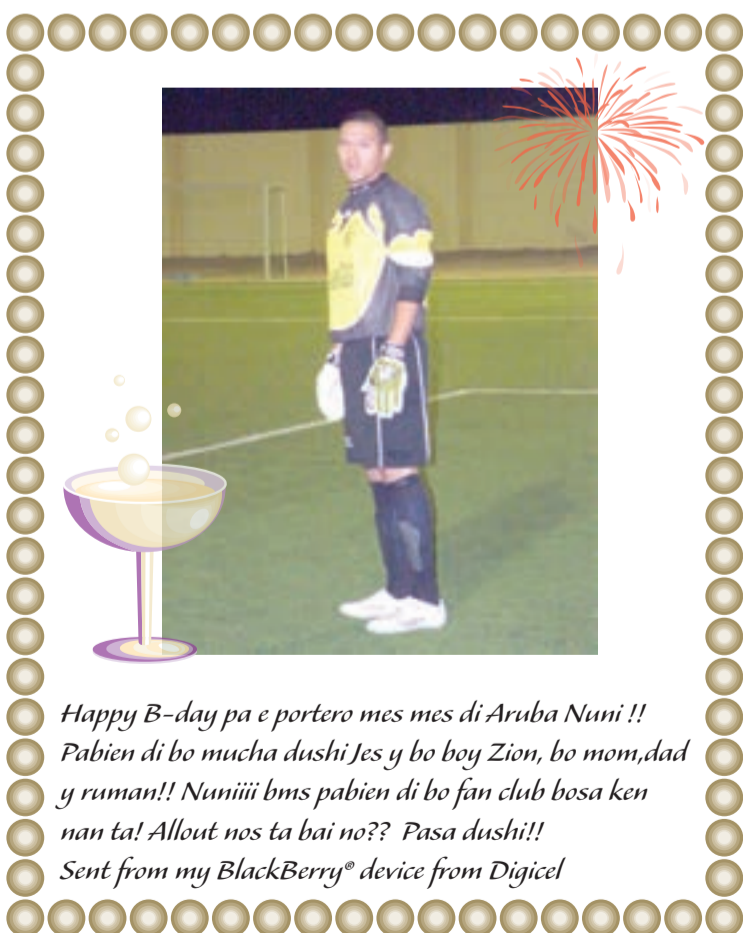 Happy B-day pa e portero mes mes di Aruba Nuni !!
Pabien di bo mucha dushi Jes y bo boy Zion, bo mom,dad
y ruman!! Nuniiii bms pabien di bo fan club bosa ken
nan ta! Allout nos ta bai no?? Pasa dushi!!
Sent from my BlackBerry® device from Digicel